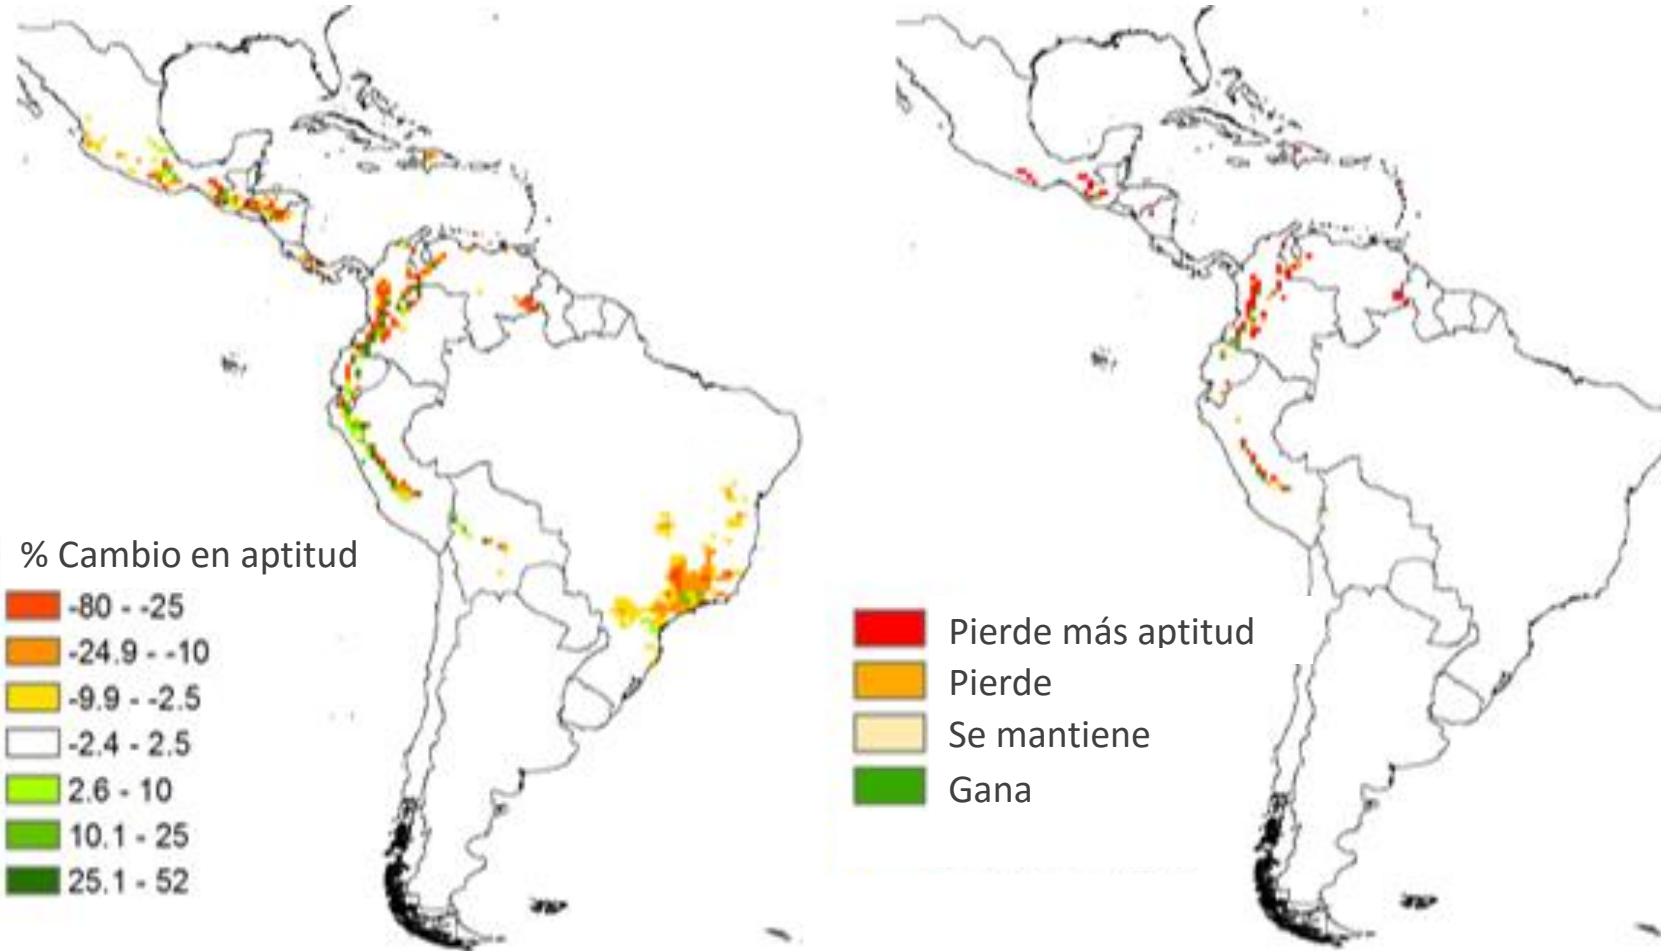 % Cambio en aptitud
-80 - -25
-24.9 - -10
-9.9 - -2.5
-2.4 - 2.5
2.6 - 10
10.1 - 25
25.1 - 52
Pierde más aptitud
Pierde
Se mantiene
Gana